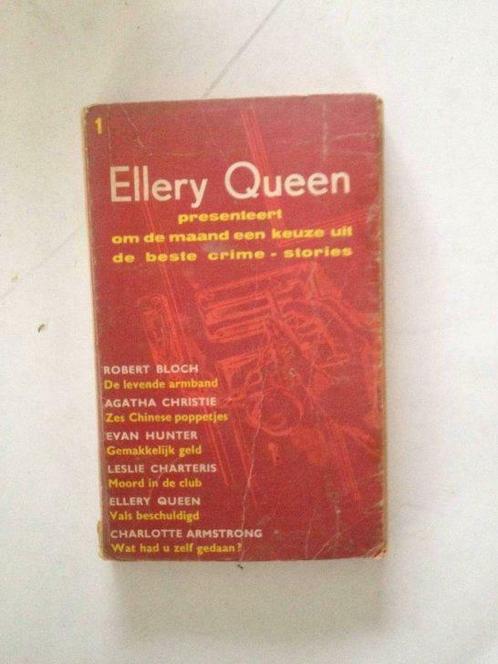 1
Ellery Queen
presenteert
om de maand een keuze uit
de beste crime - stories
ROBERT BLOCH
De levende armband
AGATHA CHRISTIE
Zes Chinese poppetjes
EVAN HUNTER
Gemakkelijk geld
LESLIE CHARTERIS
Moord in de club
ELLERY QUEEN
Vals beschuldigd
CHARLOTTE ARMSTRONG
Wat had u zelf gedaan?